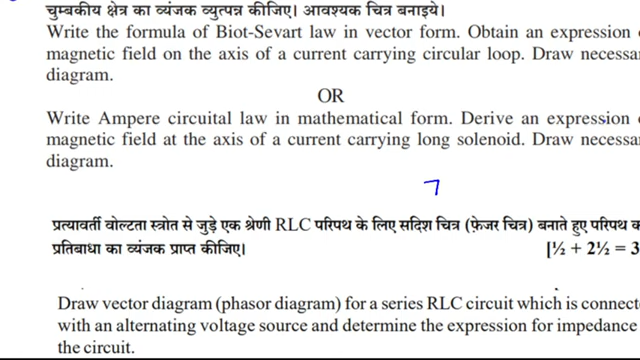 चुम्बकीय क्षेत्र का व्यंजक व्युत्पन्न कीजिए। आवश्यक चित्र बनाइये।
Write the formula of Biot-Sevart law in vector form. Obtain an expression
magnetic field on the axis of a current carrying circular loop. Draw necessa
diagram.
OR
Write Ampere circuital law in mathematical form. Derive an expression
magnetic field at the axis of a current carrying long solenoid. Draw necessa
diagram.
7
प्रत्यावर्ती वोल्टता स्त्रोत से जुड़े एक श्रेणी RLC परिपथ के लिए सदिश चित्र (फ़ेजर चित्र) बनाते हुए परिपथ
प्रतिबाधा का व्यंजक प्राप्त कीजिए। [½ + 2½ = 3
Draw vector diagram (phasor diagram) for a series RLC circuit which is connect
with an alternating voltage source and determine the expression for impedance
the circuit.